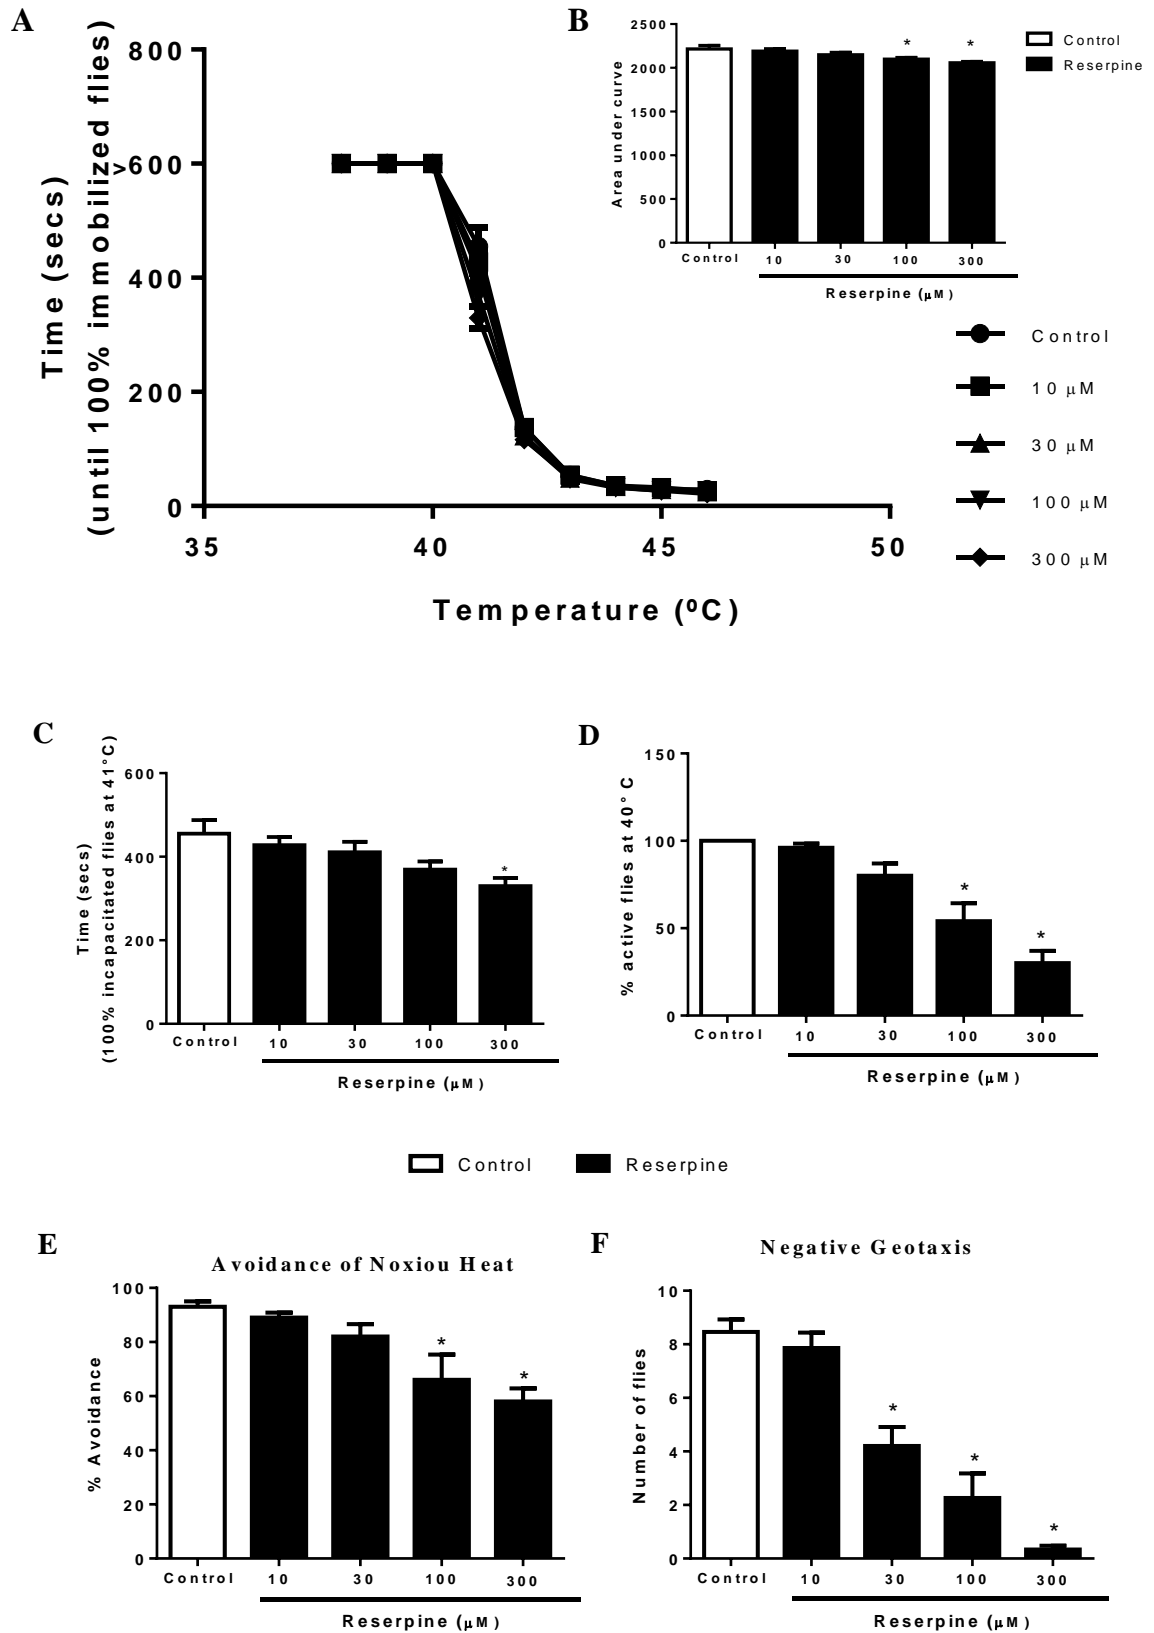 A
Time (secs)
(until 100% immobilized flies)
800
>600
400
200
0
35
40
45
50
Temperature (ºC)
B
Area under curve
2500
2000
1500
1000
500
0
*
*
Control
10
30
100
300
Reserpine (μM)
Control
Reserpine
Control
10 μM
30 μM
100 μM
300 μM
C
Time (secs)
(100% incapacitated flies at 41°C)
600
400
200
0
*
Control
10
30
100
300
Reserpine (μM)
D
% active flies at 40° C
150
100
50
0
*
*
Control
10
30
100
300
Reserpine (μM)
Control
Reserpine
E
Avoidance of Noxiou Heat
% Avoidance
100
80
60
40
20
0
*
*
Control
10
30
100
300
Reserpine (μM)
F
Negative Geotaxis
Number of flies
10
8
6
4
2
0
*
*
*
Control
10
30
100
300
Reserpine (μM)